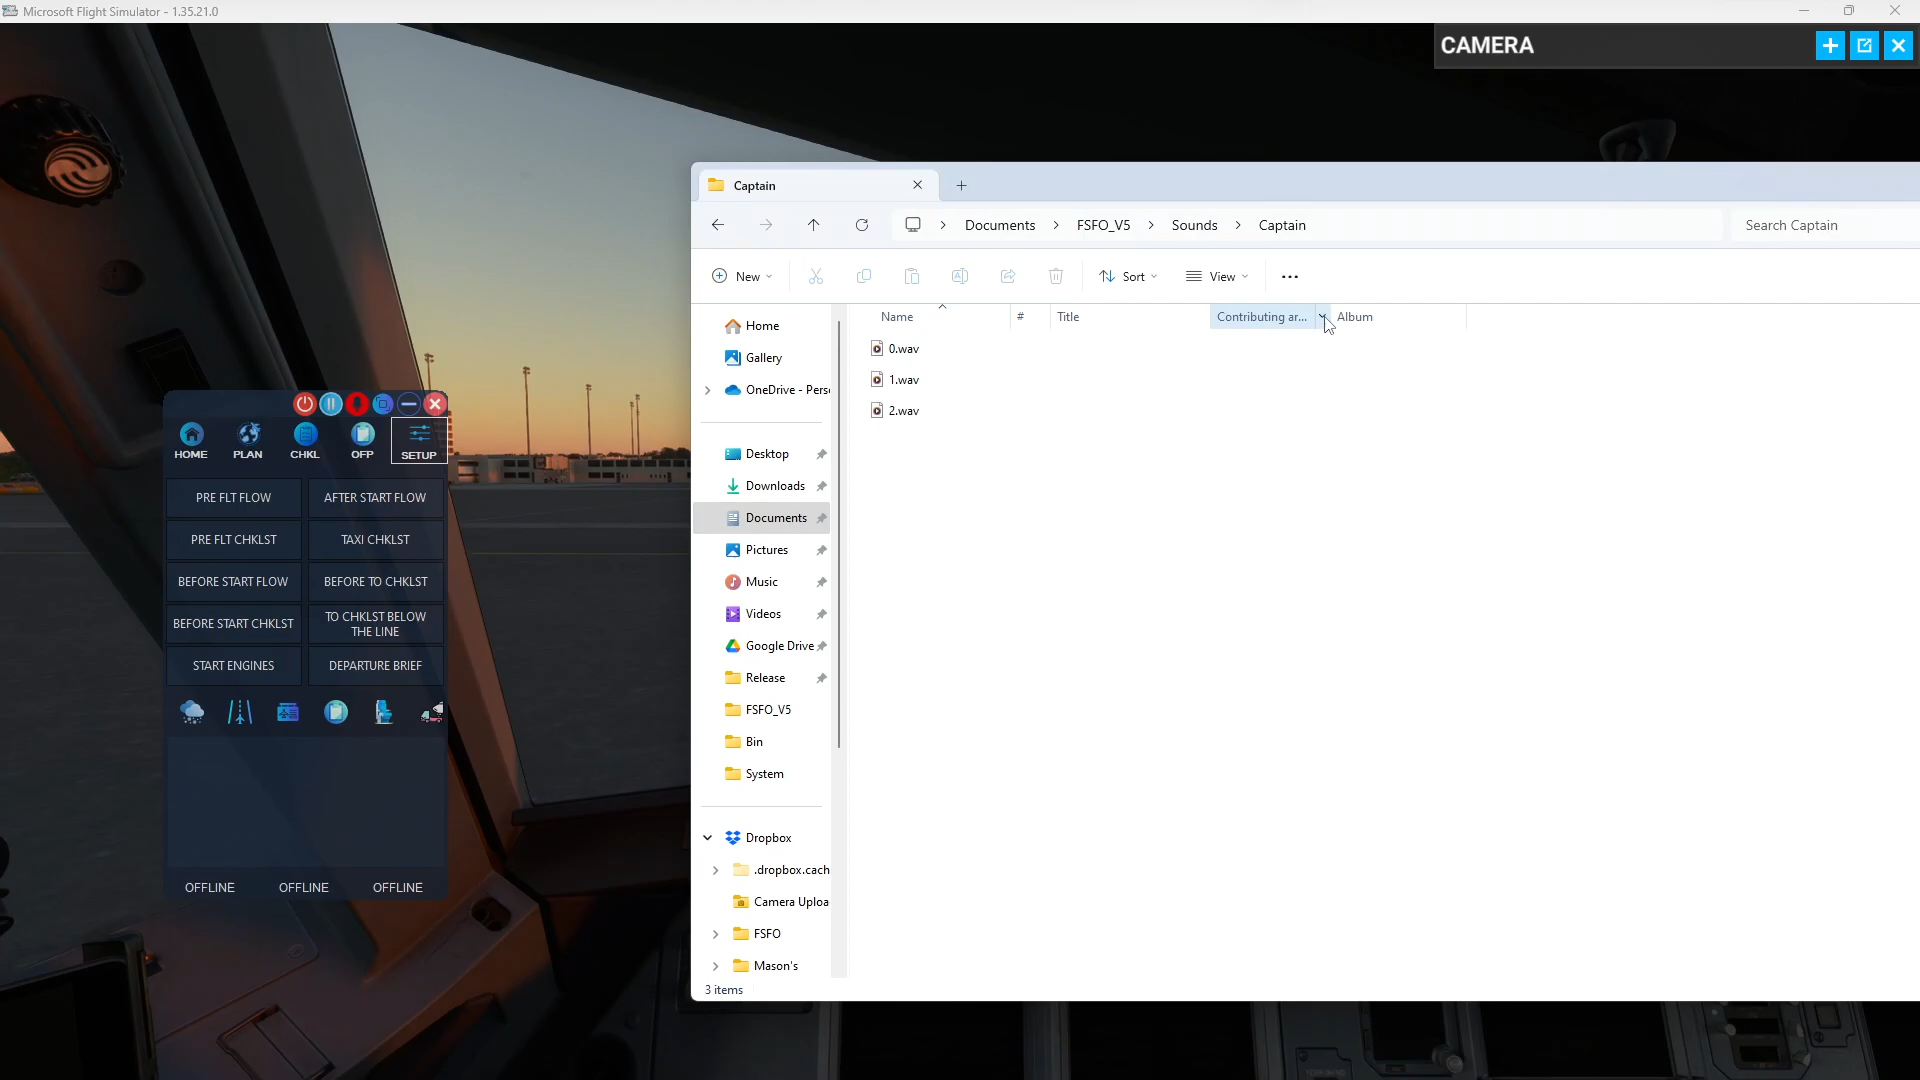 Microsoft Flight Simulator - 1.35.21.0
CAMERA
Captain
Documents > FSFO_V5 > Sounds > Captain
Search Captain
New
Sort
View
Name
#
Title
Contributing ar...
Album
Home
Gallery
OneDrive - Pers
Desktop
Downloads
Documents
Pictures
Music
Videos
Google Drive
Release
FSFO_V5
Bin
System
Dropbox
.dropbox.cach
Camera Uploa
FSFO
Mason's
0.wav
1.wav
2.wav
3 items
HOME
PLAN
CHKL
OFP
SETUP
PRE FLT FLOW
AFTER START FLOW
PRE FLT CHKLST
TAXI CHKLST
BEFORE START FLOW
BEFORE TO CHKLST
BEFORE START CHKLST
TO CHKLST BELOW
THE LINE
START ENGINES
DEPARTURE BRIEF
OFFLINE
OFFLINE
OFFLINE